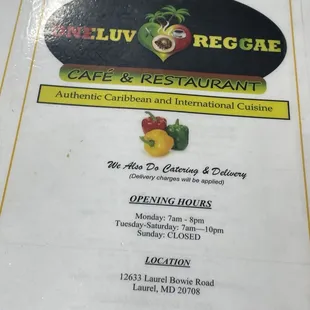 ONELUV REGGAE
CAFÉ & RESTAURANT
Authentic Caribbean and International Cuisine
We Also Do Catering & Delivery
(Delivery charges will be applied)
OPENING HOURS
Monday: 7am - 8pm
Tuesday-Saturday: 7am—10pm
Sunday: CLOSED
LOCATION
12633 Laurel Bowie Road
Laurel, MD 20708